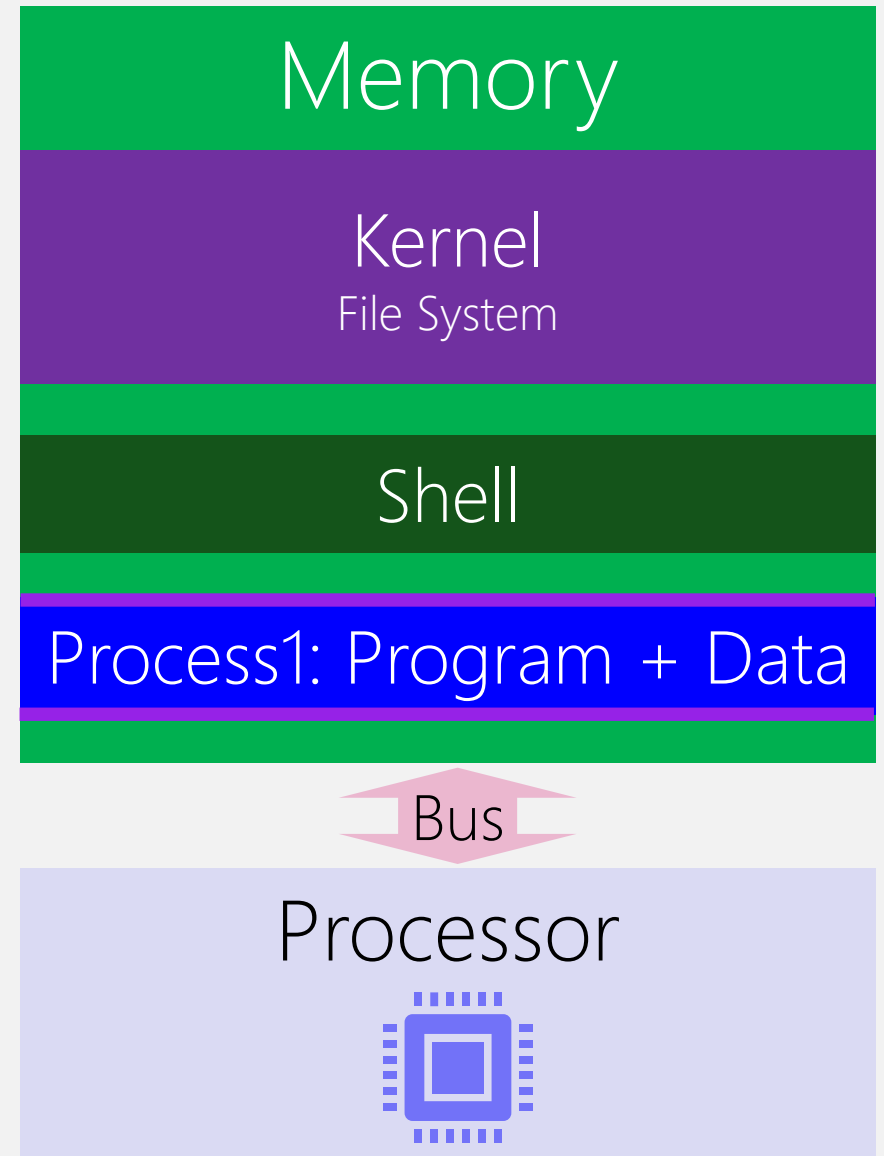 Memory
Kernel
File System
Shell
Process1: Program + Data
Bus
Processor